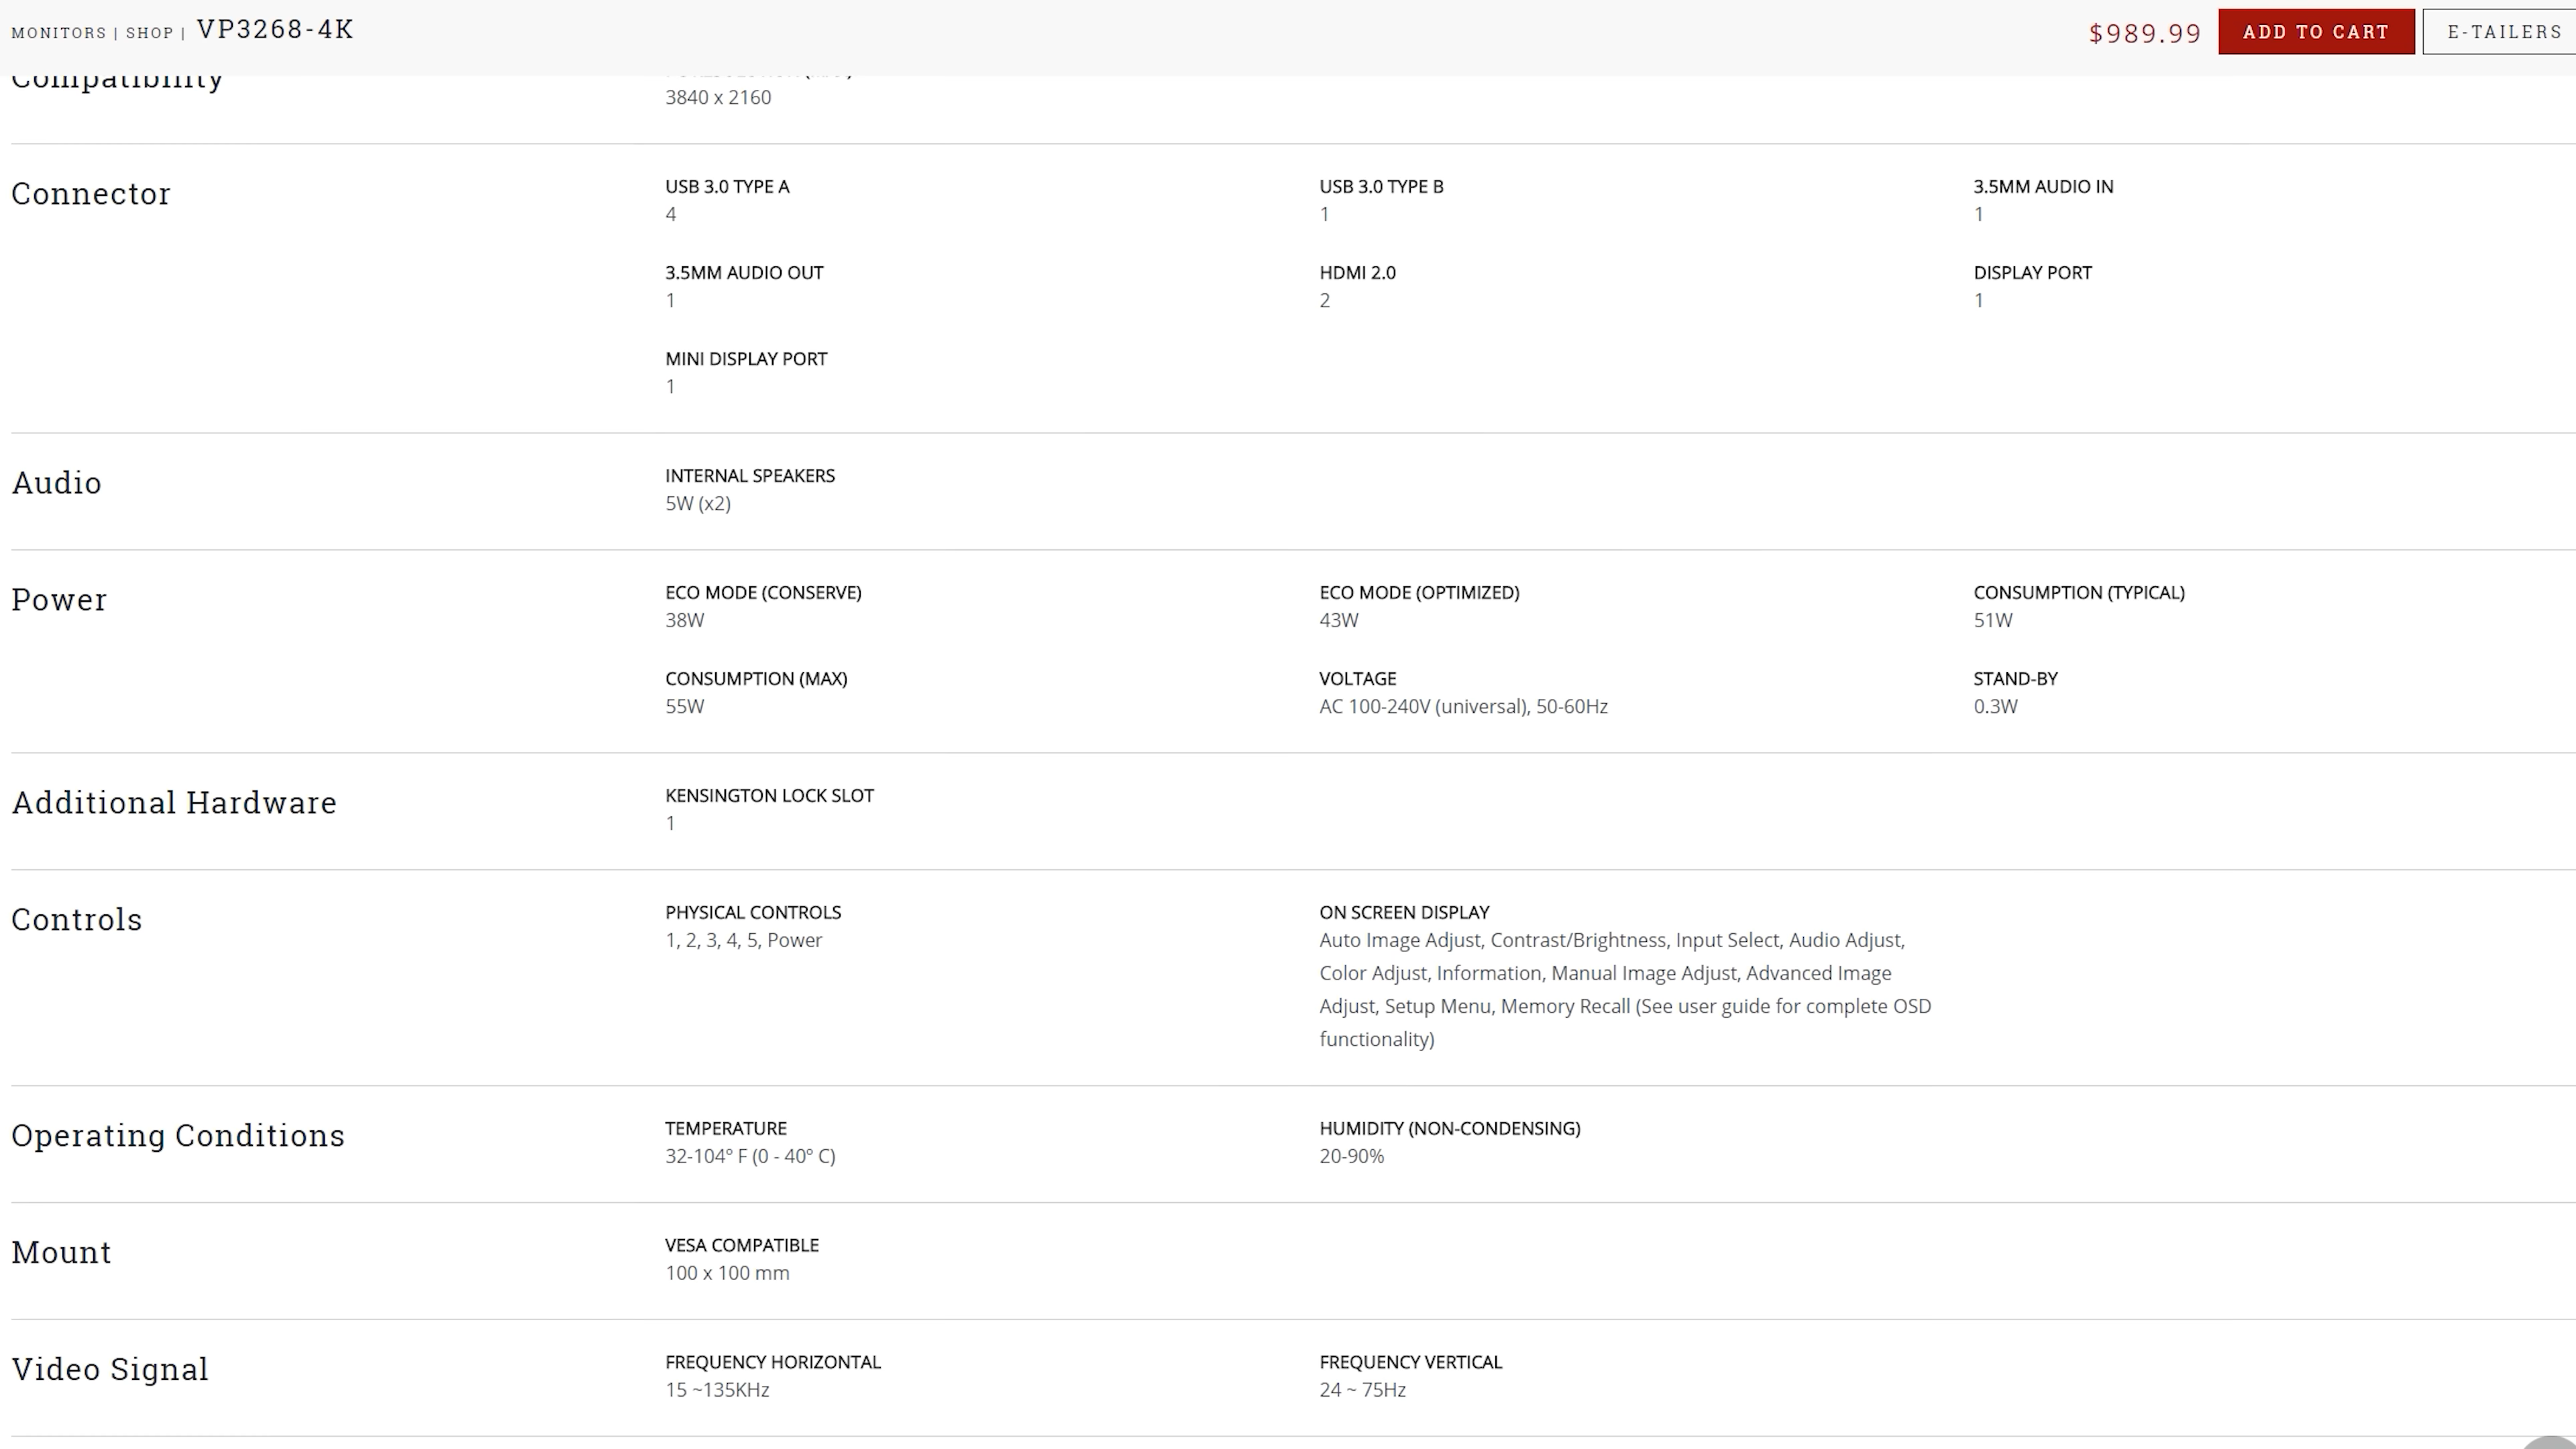 MONITORS | SHOP | VP3268-4K
$989.99
ADD TO CART
E-TAILERS
Compatibility
3840 x 2160
Connector
USB 3.0 TYPE A
4
USB 3.0 TYPE B
1
3.5MM AUDIO IN
1
3.5MM AUDIO OUT
1
HDMI 2.0
2
DISPLAY PORT
1
MINI DISPLAY PORT
1
Audio
INTERNAL SPEAKERS
5W (x2)
Power
ECO MODE (CONSERVE)
38W
ECO MODE (OPTIMIZED)
43W
CONSUMPTION (TYPICAL)
51W
CONSUMPTION (MAX)
55W
VOLTAGE
AC 100-240V (universal), 50-60Hz
STAND-BY
0.3W
Additional Hardware
KENSINGTON LOCK SLOT
1
Controls
PHYSICAL CONTROLS
1, 2, 3, 4, 5, Power
ON SCREEN DISPLAY
Auto Image Adjust, Contrast/Brightness, Input Select, Audio Adjust,
Color Adjust, Information, Manual Image Adjust, Advanced Image
Adjust, Setup Menu, Memory Recall (See user guide for complete OSD
functionality)
Operating Conditions
TEMPERATURE
32-104º F (0 - 40º C)
HUMIDITY (NON-CONDENSING)
20-90%
Mount
VESA COMPATIBLE
100 x 100 mm
Video Signal
FREQUENCY HORIZONTAL
15 ~135KHz
FREQUENCY VERTICAL
24 ~ 75Hz